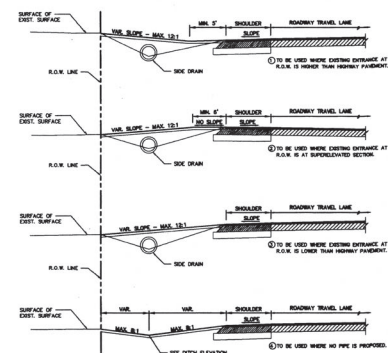 SURFACE OF
EXIST. SURFACE
VAR. SLOPE - MAX. 12:1
MIN. 5'
SHOULDER
SLOPE
ROADWAY TRAVEL LANE
R.O.W. LINE
SIDE DRAIN
① TO BE USED WHERE EXISTING ENTRANCE AT
R.O.W. IS HIGHER THAN HIGHWAY PAVEMENT.
SURFACE OF
EXIST. SURFACE
VAR. SLOPE - MAX. 12:1
NO SLOPE
SHOULDER
SLOPE
ROADWAY TRAVEL LANE
R.O.W. LINE
SIDE DRAIN
② TO BE USED WHERE EXISTING ENTRANCE AT
R.O.W. IS AT SUPERELEVATED SECTION.
SURFACE OF
EXIST. SURFACE
VAR. SLOPE - MAX. 12:1
SHOULDER
SLOPE
ROADWAY TRAVEL LANE
R.O.W. LINE
SIDE DRAIN
③ TO BE USED WHERE EXISTING ENTRANCE AT
R.O.W. IS LOWER THAN HIGHWAY PAVEMENT.
SURFACE OF
EXIST. SURFACE
VAR.
VAR.
SHOULDER
SLOPE
ROADWAY TRAVEL LANE
MAX. 8:1
MAX. 8:1
SEE DITCH ELEVATION
④ TO BE USED WHERE NO PIPE IS PROPOSED.